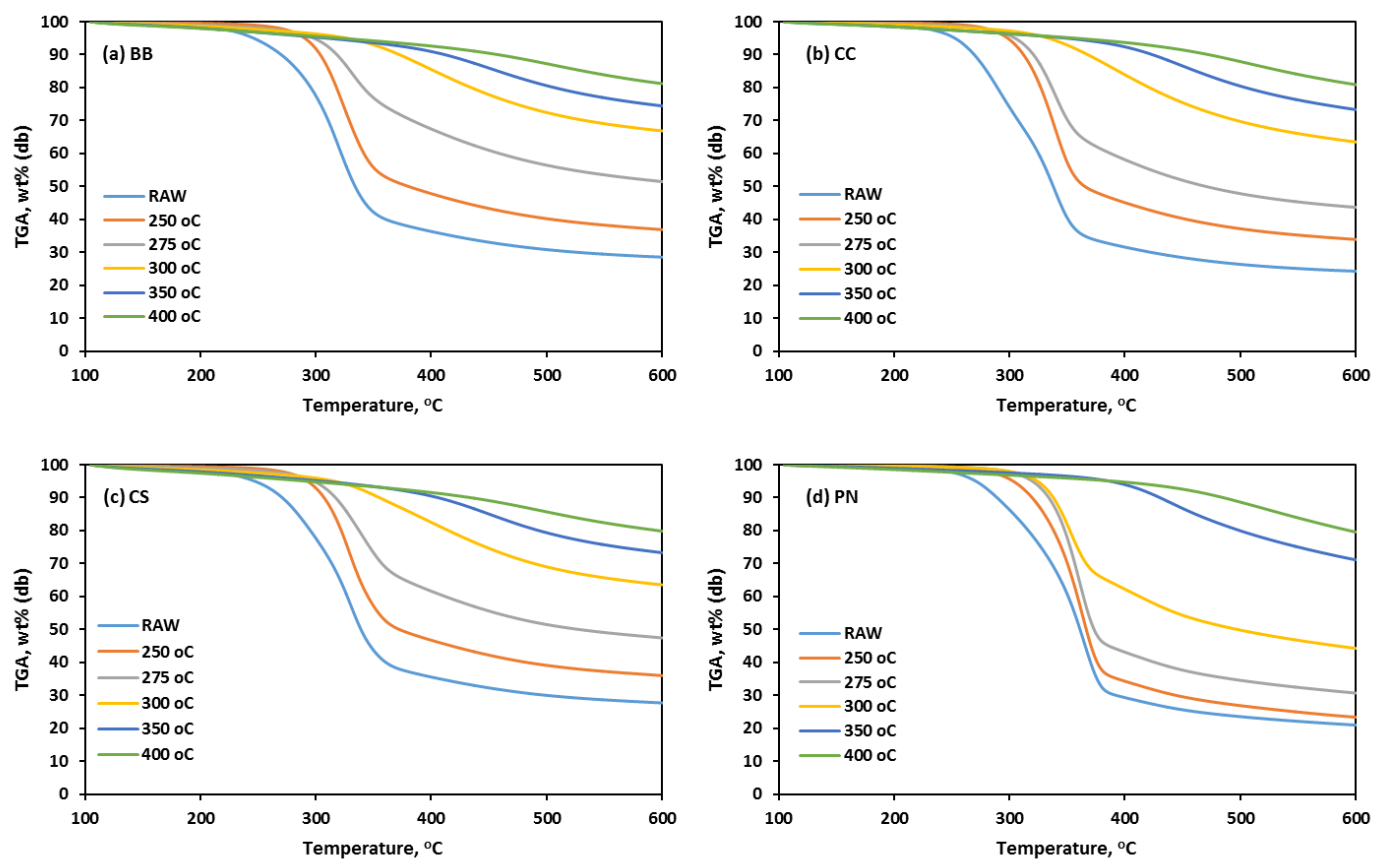 (a) BB
TGA, wt% (db)
100
90
80
70
60
50
40
30
20
10
0
RAW
250 oC
275 oC
300 oC
350 oC
400 oC
100 200 300 400 500 600
Temperature, ᴼC
(b) CC
TGA, wt% (db)
100
90
80
70
60
50
40
30
20
10
0
RAW
250 oC
275 oC
300 oC
350 oC
400 oC
100 200 300 400 500 600
Temperature, ᴼC
(c) CS
TGA, wt% (db)
100
90
80
70
60
50
40
30
20
10
0
RAW
250 oC
275 oC
300 oC
350 oC
400 oC
100 200 300 400 500 600
Temperature, ᴼC
(d) PN
TGA, wt% (db)
100
90
80
70
60
50
40
30
20
10
0
RAW
250 oC
275 oC
300 oC
350 oC
400 oC
100 200 300 400 500 600
Temperature, ᴼC